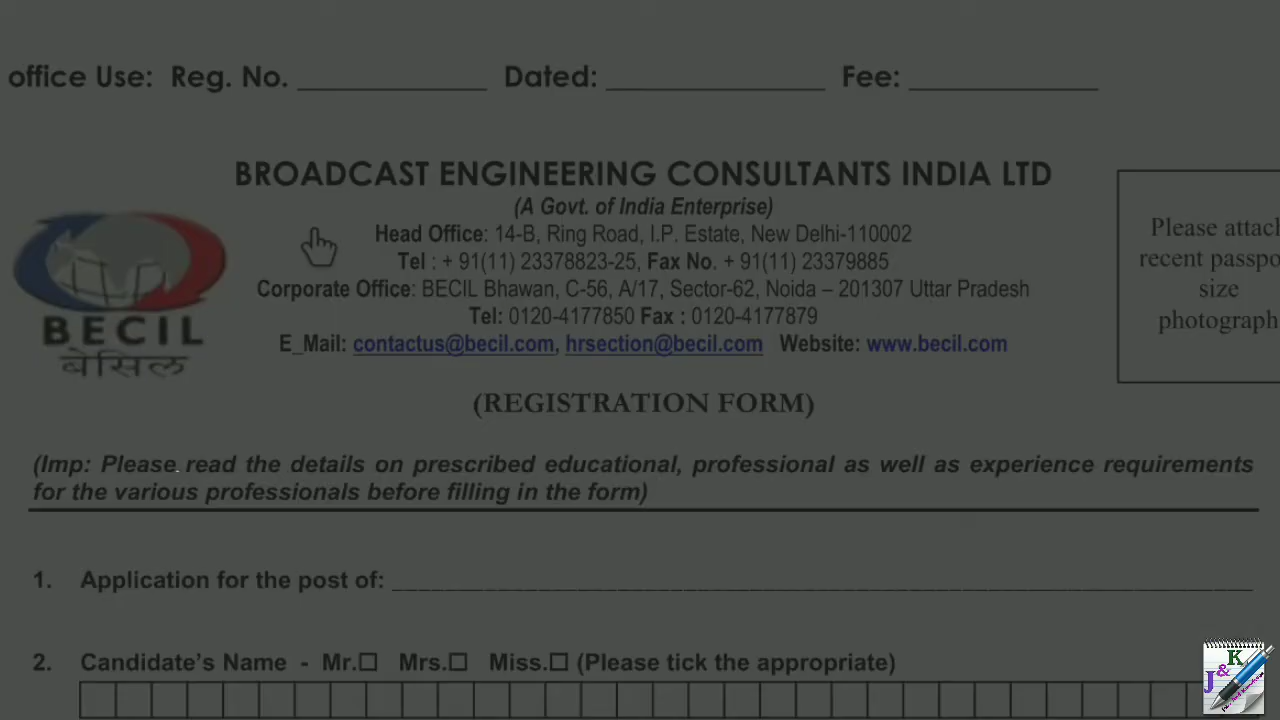 office Use: Reg. No. ______________ Dated: ________________ Fee: ______________
BROADCAST ENGINEERING CONSULTANTS INDIA LTD
(A Govt. of India Enterprise)
Head Office: 14-B, Ring Road, I.P. Estate, New Delhi-110002
Tel : + 91(11) 23378823-25, Fax No. + 91(11) 23379885
Corporate Office: BECIL Bhawan, C-56, A/17, Sector-62, Noida – 201307 Uttar Pradesh
Tel: 0120-4177850 Fax : 0120-4177879
E_Mail: contactus@becil.com, hrsection@becil.com Website: www.becil.com
BECIL
बेसिल
Please attach
recent passpo
size
photograph
(REGISTRATION FORM)
(Imp: Please read the details on prescribed educational, professional as well as experience requirements
for the various professionals before filling in the form)
1. Application for the post of: ________________________________________________
2. Candidate's Name - Mr.☐ Mrs.☐ Miss.☐ (Please tick the appropriate)
J&K